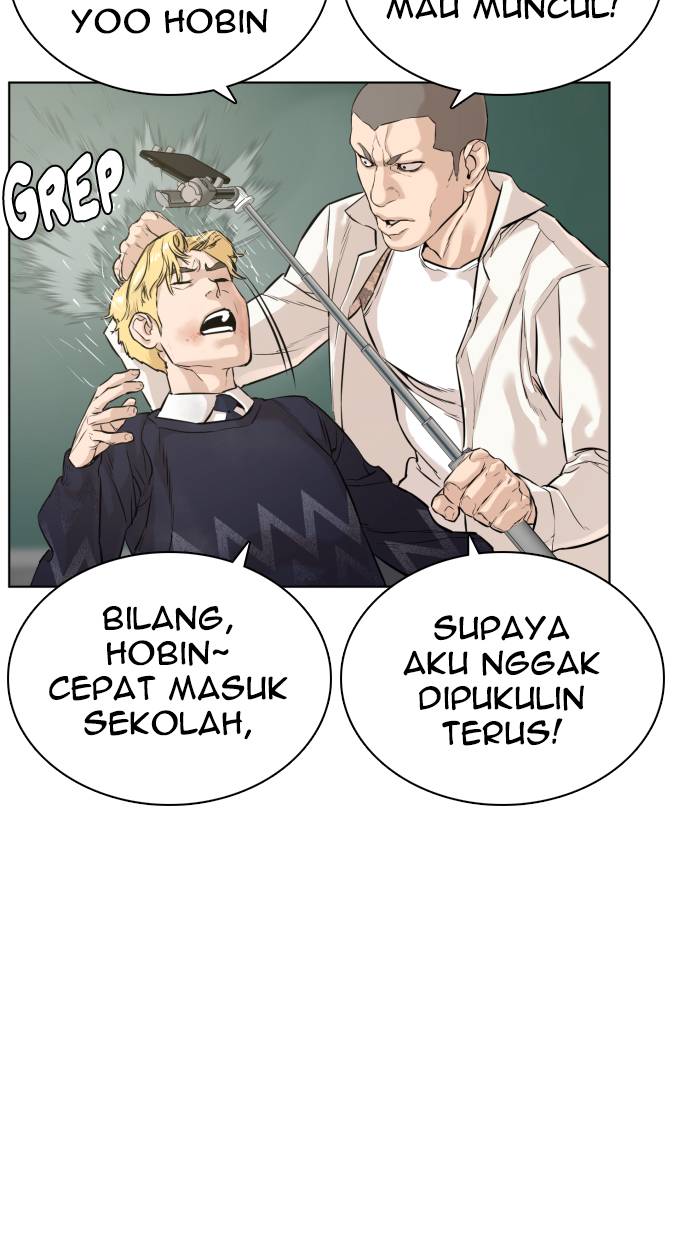 YOO HOBIN
MAU MUNCUL!
GREP
BILANG,
HOBIN~
CEPAT MASUK
SEKOLAH,
SUPAYA
AKU NGGAK
DIPUKULIN
TERUS!